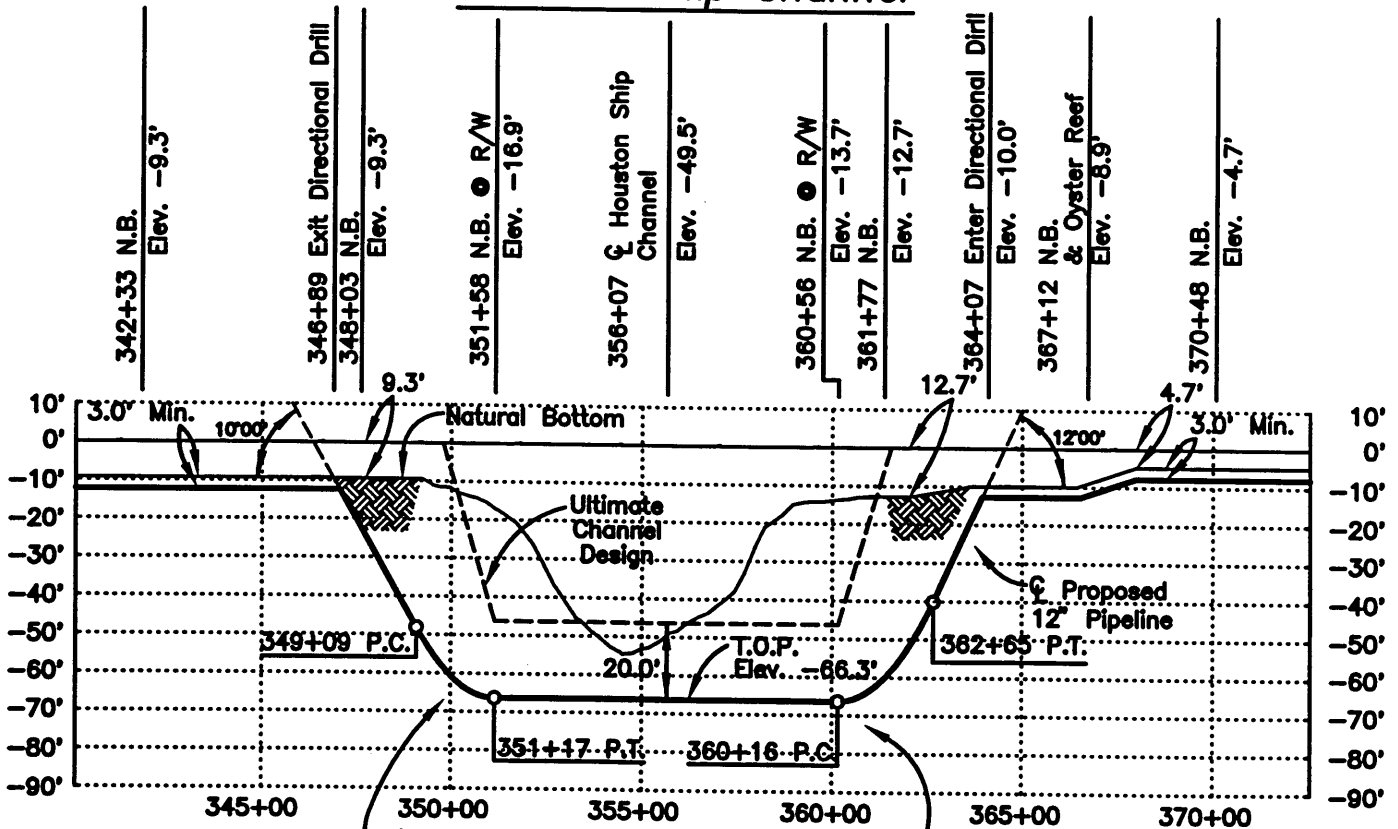 342+33 N.B.
Elev. -9.3'
346+89 Exit Directional Drill
348+03 N.B.
Elev. -9.3'
351+58 N.B. @ R/W
Elev. -16.9'
356+07 ℄ Houston Ship
Channel
Elev. -49.5'
360+56 N.B. @ R/W
Elev. -13.7'
361+77 N.B.
Elev. -12.7'
364+07 Enter Directional Dirll
Elev. -10.0'
367+12 N.B.
& Oyster Reef
Elev. -8.9'
370+48 N.B.
Elev. -4.7'
10'
0'
-10'
-20'
-30'
-40'
-50'
-60'
-70'
-80'
-90'
3.0' Min.
10°00'
9.3'
Natural Bottom
Ultimate
Channel
Design
12.7'
12°00'
4.7'
3.0' Min.
℄ Proposed
12" Pipeline
349+09 P.C.
20.0'
T.O.P.
Elev. -66.3'
362+65 P.T.
351+17 P.T.
360+16 P.C.
10'
0'
-10'
-20'
-30'
-40'
-50'
-60'
-70'
-80'
-90'
345+00
350+00
355+00
360+00
365+00
370+00